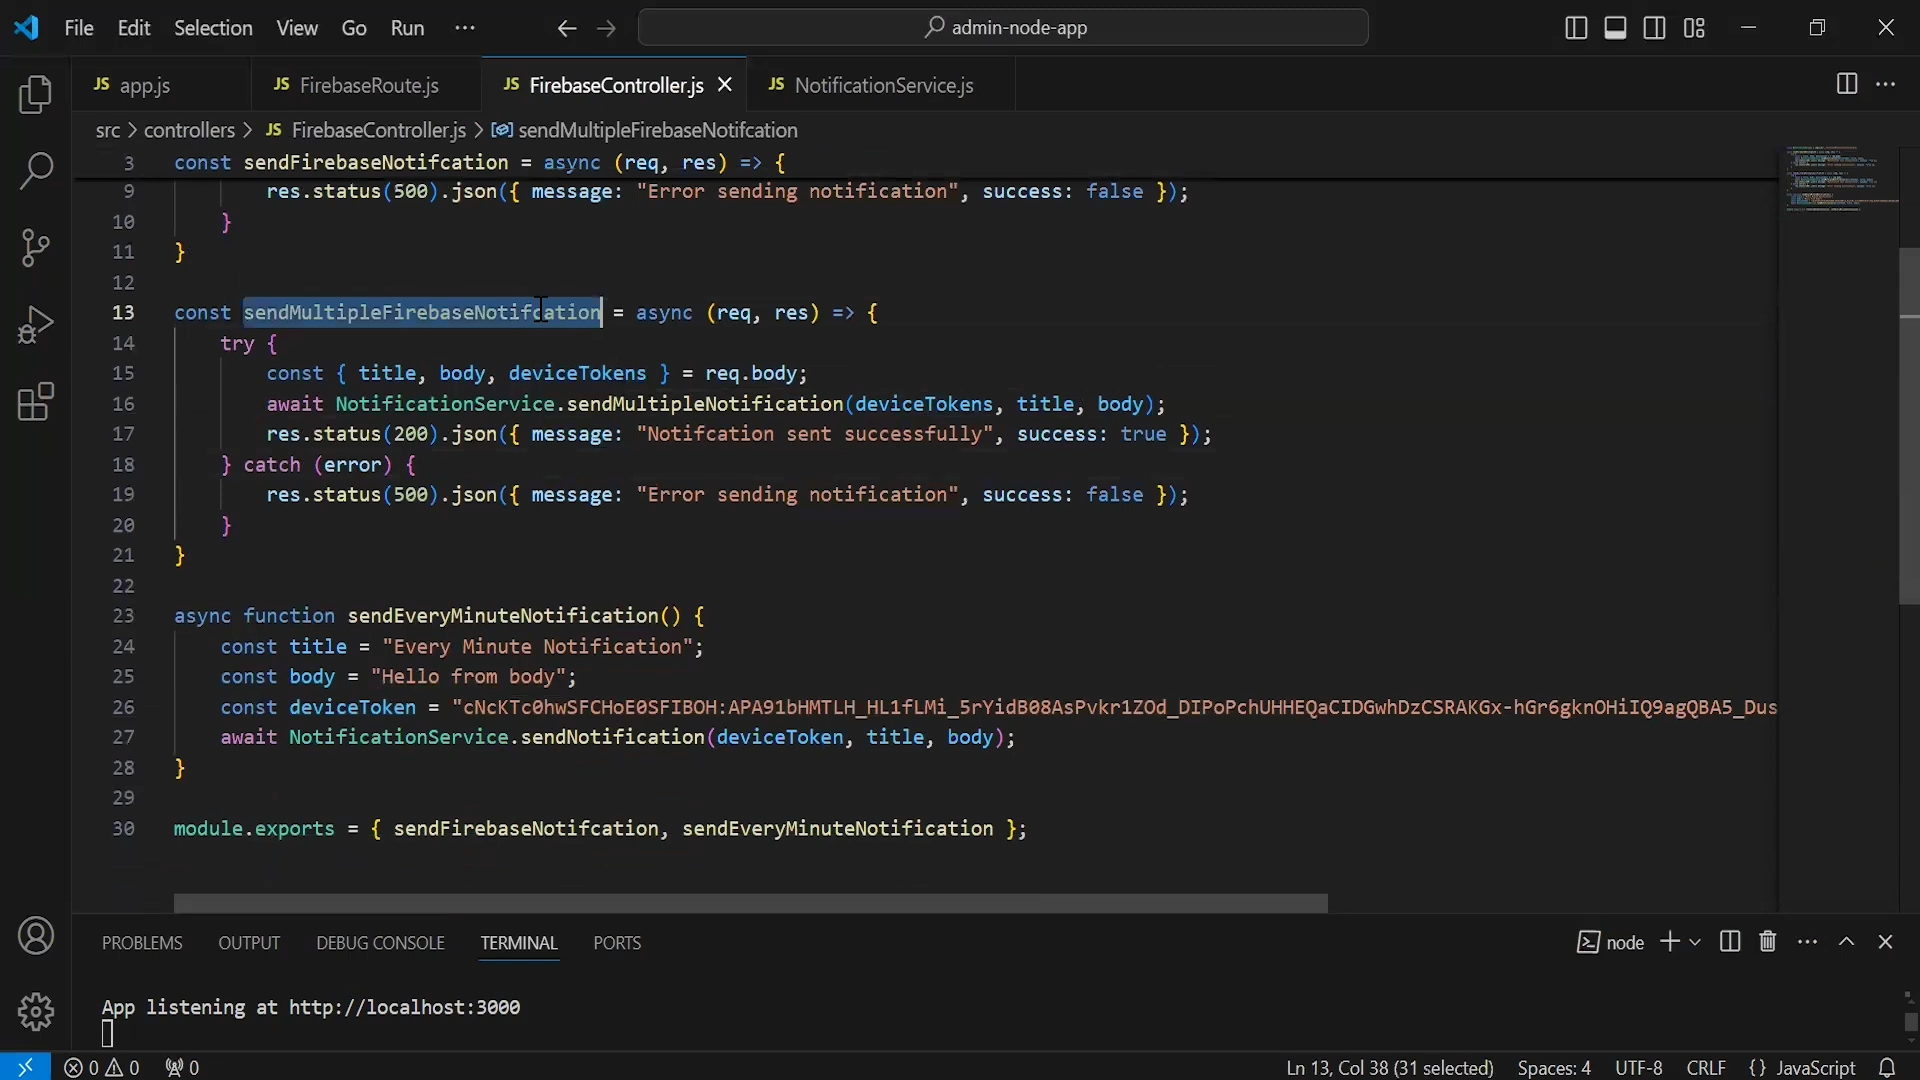 File Edit Selection View Go Run ··· admin-node-app
JS app.js JS FirebaseRoute.js JS FirebaseController.js JS NotificationService.js
src > controllers > JS FirebaseController.js > sendMultipleFirebaseNotifcation
3 const sendFirebaseNotifcation = async (req, res) => {
9 res.status(500).json({ message: "Error sending notification", success: false });
10 }
11 }
12
13 const sendMultipleFirebaseNotifcation = async (req, res) => {
14 try {
15 const { title, body, deviceTokens } = req.body;
16 await NotificationService.sendMultipleNotification(deviceTokens, title, body);
17 res.status(200).json({ message: "Notifcation sent successfully", success: true });
18 } catch (error) {
19 res.status(500).json({ message: "Error sending notification", success: false });
20 }
21 }
22
23 async function sendEveryMinuteNotification() {
24 const title = "Every Minute Notification";
25 const body = "Hello from body";
26 const deviceToken = "cNcKTc0hwSFCHoE0SFIBOH:APA91bHMTLH_HL1fLMi_5rYidB08AsPvkr1ZOd_DIPoPchUHHEQaCIDGwhDzCSRAKGx-hGr6gknOHiIQ9agQBA5_Dus
27 await NotificationService.sendNotification(deviceToken, title, body);
28 }
29
30 module.exports = { sendFirebaseNotifcation, sendEveryMinuteNotification };
PROBLEMS OUTPUT DEBUG CONSOLE TERMINAL PORTS node
App listening at http://localhost:3000
0 0 0 Ln 13, Col 38 (31 selected) Spaces: 4 UTF-8 CRLF {} JavaScript